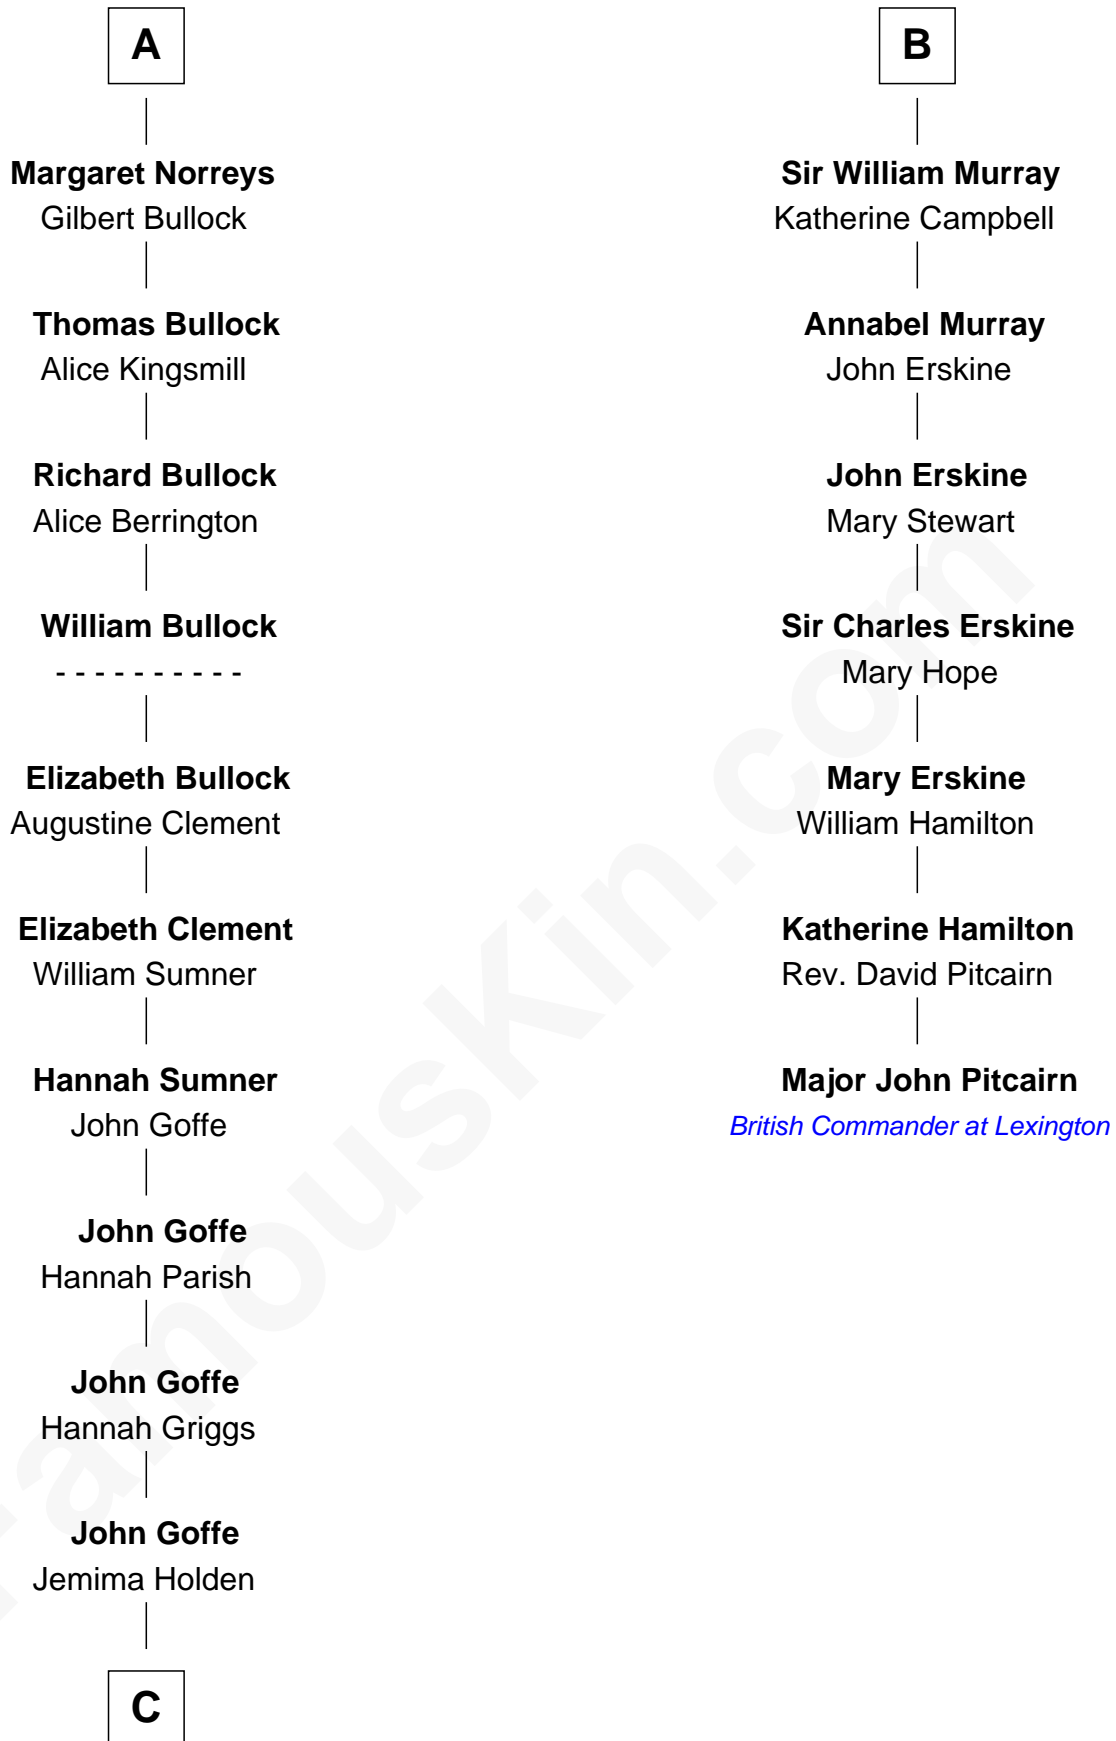 A
Margaret Norreys
Gilbert Bullock
Thomas Bullock
Alice Kingsmill
Richard Bullock
Alice Berrington
William Bullock
- - - - - - - - - -
Elizabeth Bullock
Augustine Clement
Elizabeth Clement
William Sumner
Hannah Sumner
John Goffe
John Goffe
Hannah Parish
John Goffe
Hannah Griggs
John Goffe
Jemima Holden
C
B
Sir William Murray
Katherine Campbell
Annabel Murray
John Erskine
John Erskine
Mary Stewart
Sir Charles Erskine
Mary Hope
Mary Erskine
William Hamilton
Katherine Hamilton
Rev. David Pitcairn
Major John Pitcairn
British Commander at Lexington
FamousKin.com